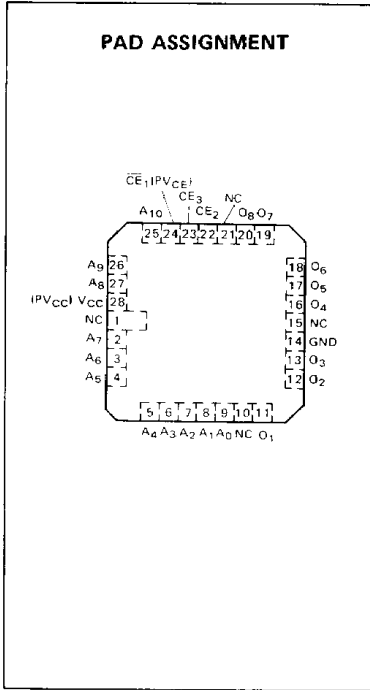 PAD ASSIGNMENT
C̅E̅₁(PVCE)
CE₃ NC
A₁₀ CE₂ O₈ O₇
25 24 23 22 21 20 19
A₉ 26 18 O₆
A₈ 27 17 O₅
(PVCC) VCC 28 16 O₄
NC 1 15 NC
A₇ 2 14 GND
A₆ 3 13 O₃
A₅ 4 12 O₂
5 6 7 8 9 10 11
A₄ A₃ A₂ A₁ A₀ NC O₁